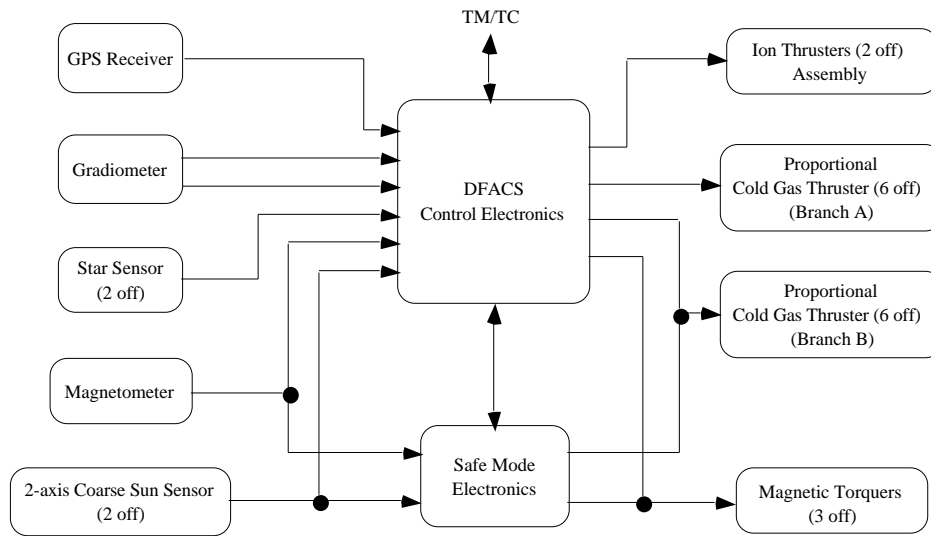 TM/TC
GPS Receiver
Gradiometer
Star Sensor
(2 off)
Magnetometer
2-axis Coarse Sun Sensor
(2 off)
DFACS
Control Electronics
Safe Mode
Electronics
Ion Thrusters (2 off)
Assembly
Proportional
Cold Gas Thruster (6 off)
(Branch A)
Proportional
Cold Gas Thruster (6 off)
(Branch B)
Magnetic Torquers
(3 off)